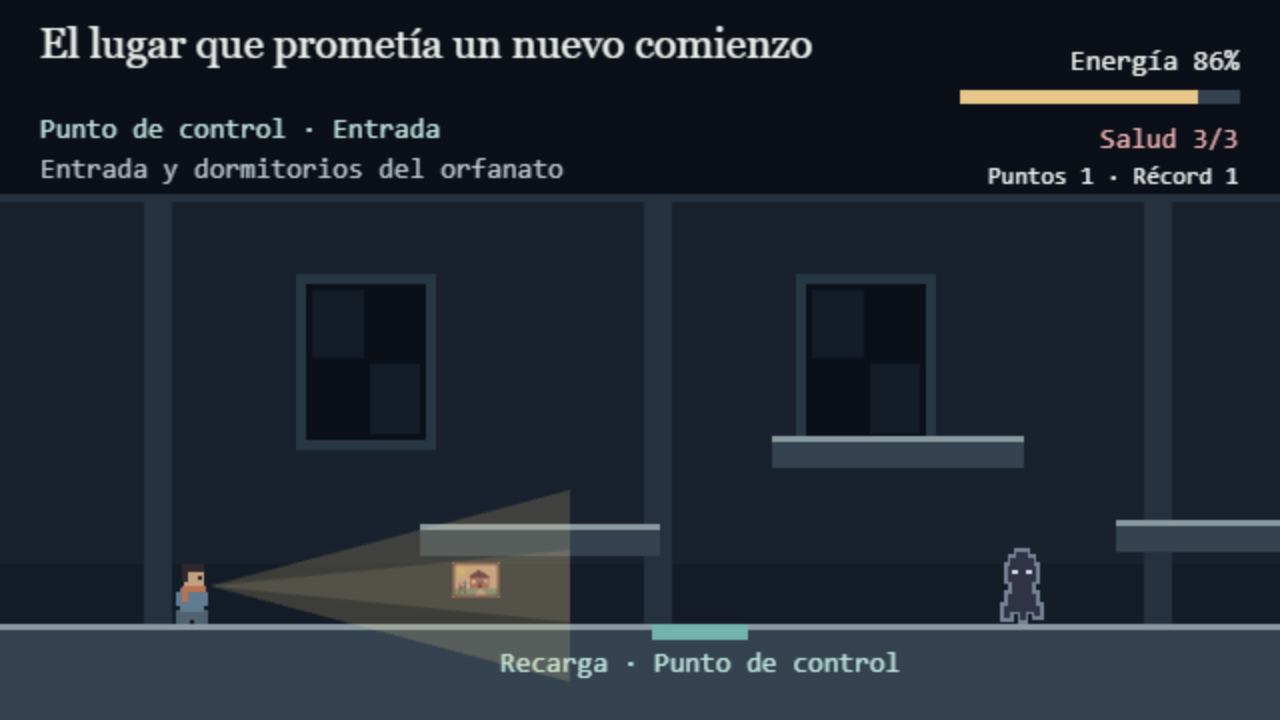 El lugar que prometía un nuevo comienzo
Energía 86%
Punto de control · Entrada
Salud 3/3
Entrada y dormitorios del orfanato
Puntos 1 · Récord 1
Recarga · Punto de control